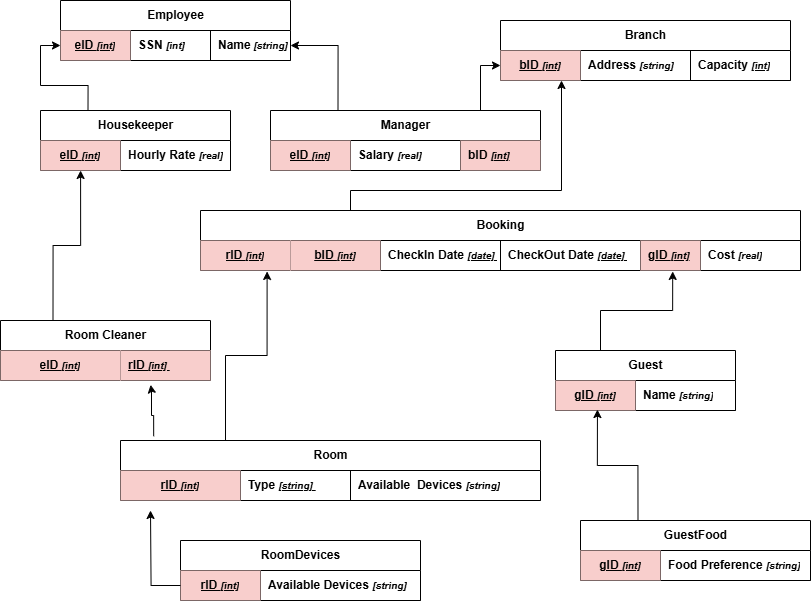 Employee
eID [int] SSN [int] Name [string]
Branch
bID [int] Address [string] Capacity [int]
Housekeeper
eID [int] Hourly Rate [real]
Manager
eID [int] Salary [real] bID [int]
Booking
rID [int] bID [int] CheckIn Date [date] CheckOut Date [date] gID [int] Cost [real]
Room Cleaner
eID [int] rID [int]
Guest
gID [int] Name [string]
Room
rID [int] Type [string] Available Devices [string]
GuestFood
gID [int] Food Preference [string]
RoomDevices
rID [int] Available Devices [string]